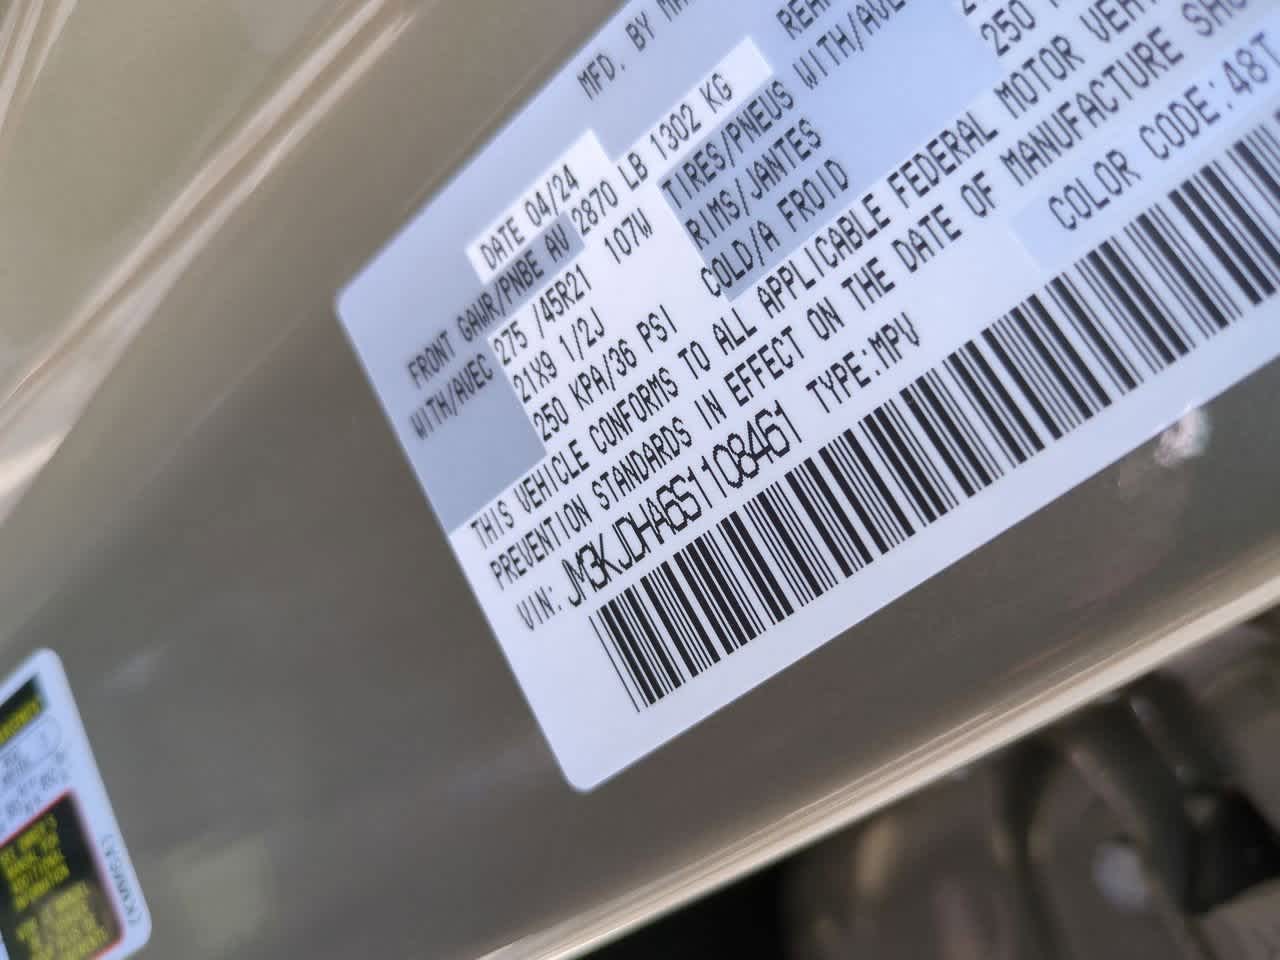 MFD. BY MA
DATE 04/24
FRONT GAWR/PNBE AV 2870 LB 1302 KG
WITH/AVEC 275 /45R21 107W TIRES/PNEUS WITH/AVE
21X9 1/2J RIMS/JANTES
250 KPA/36 PSI COLD/A FROID 250
THIS VEHICLE CONFORMS TO ALL APPLICABLE FEDERAL MOTOR VEH
PREVENTION STANDARDS IN EFFECT ON THE DATE OF MANUFACTURE SHO
VIN: JM3KJDHA6S1108461 TYPE:MPV COLOR CODE:48T